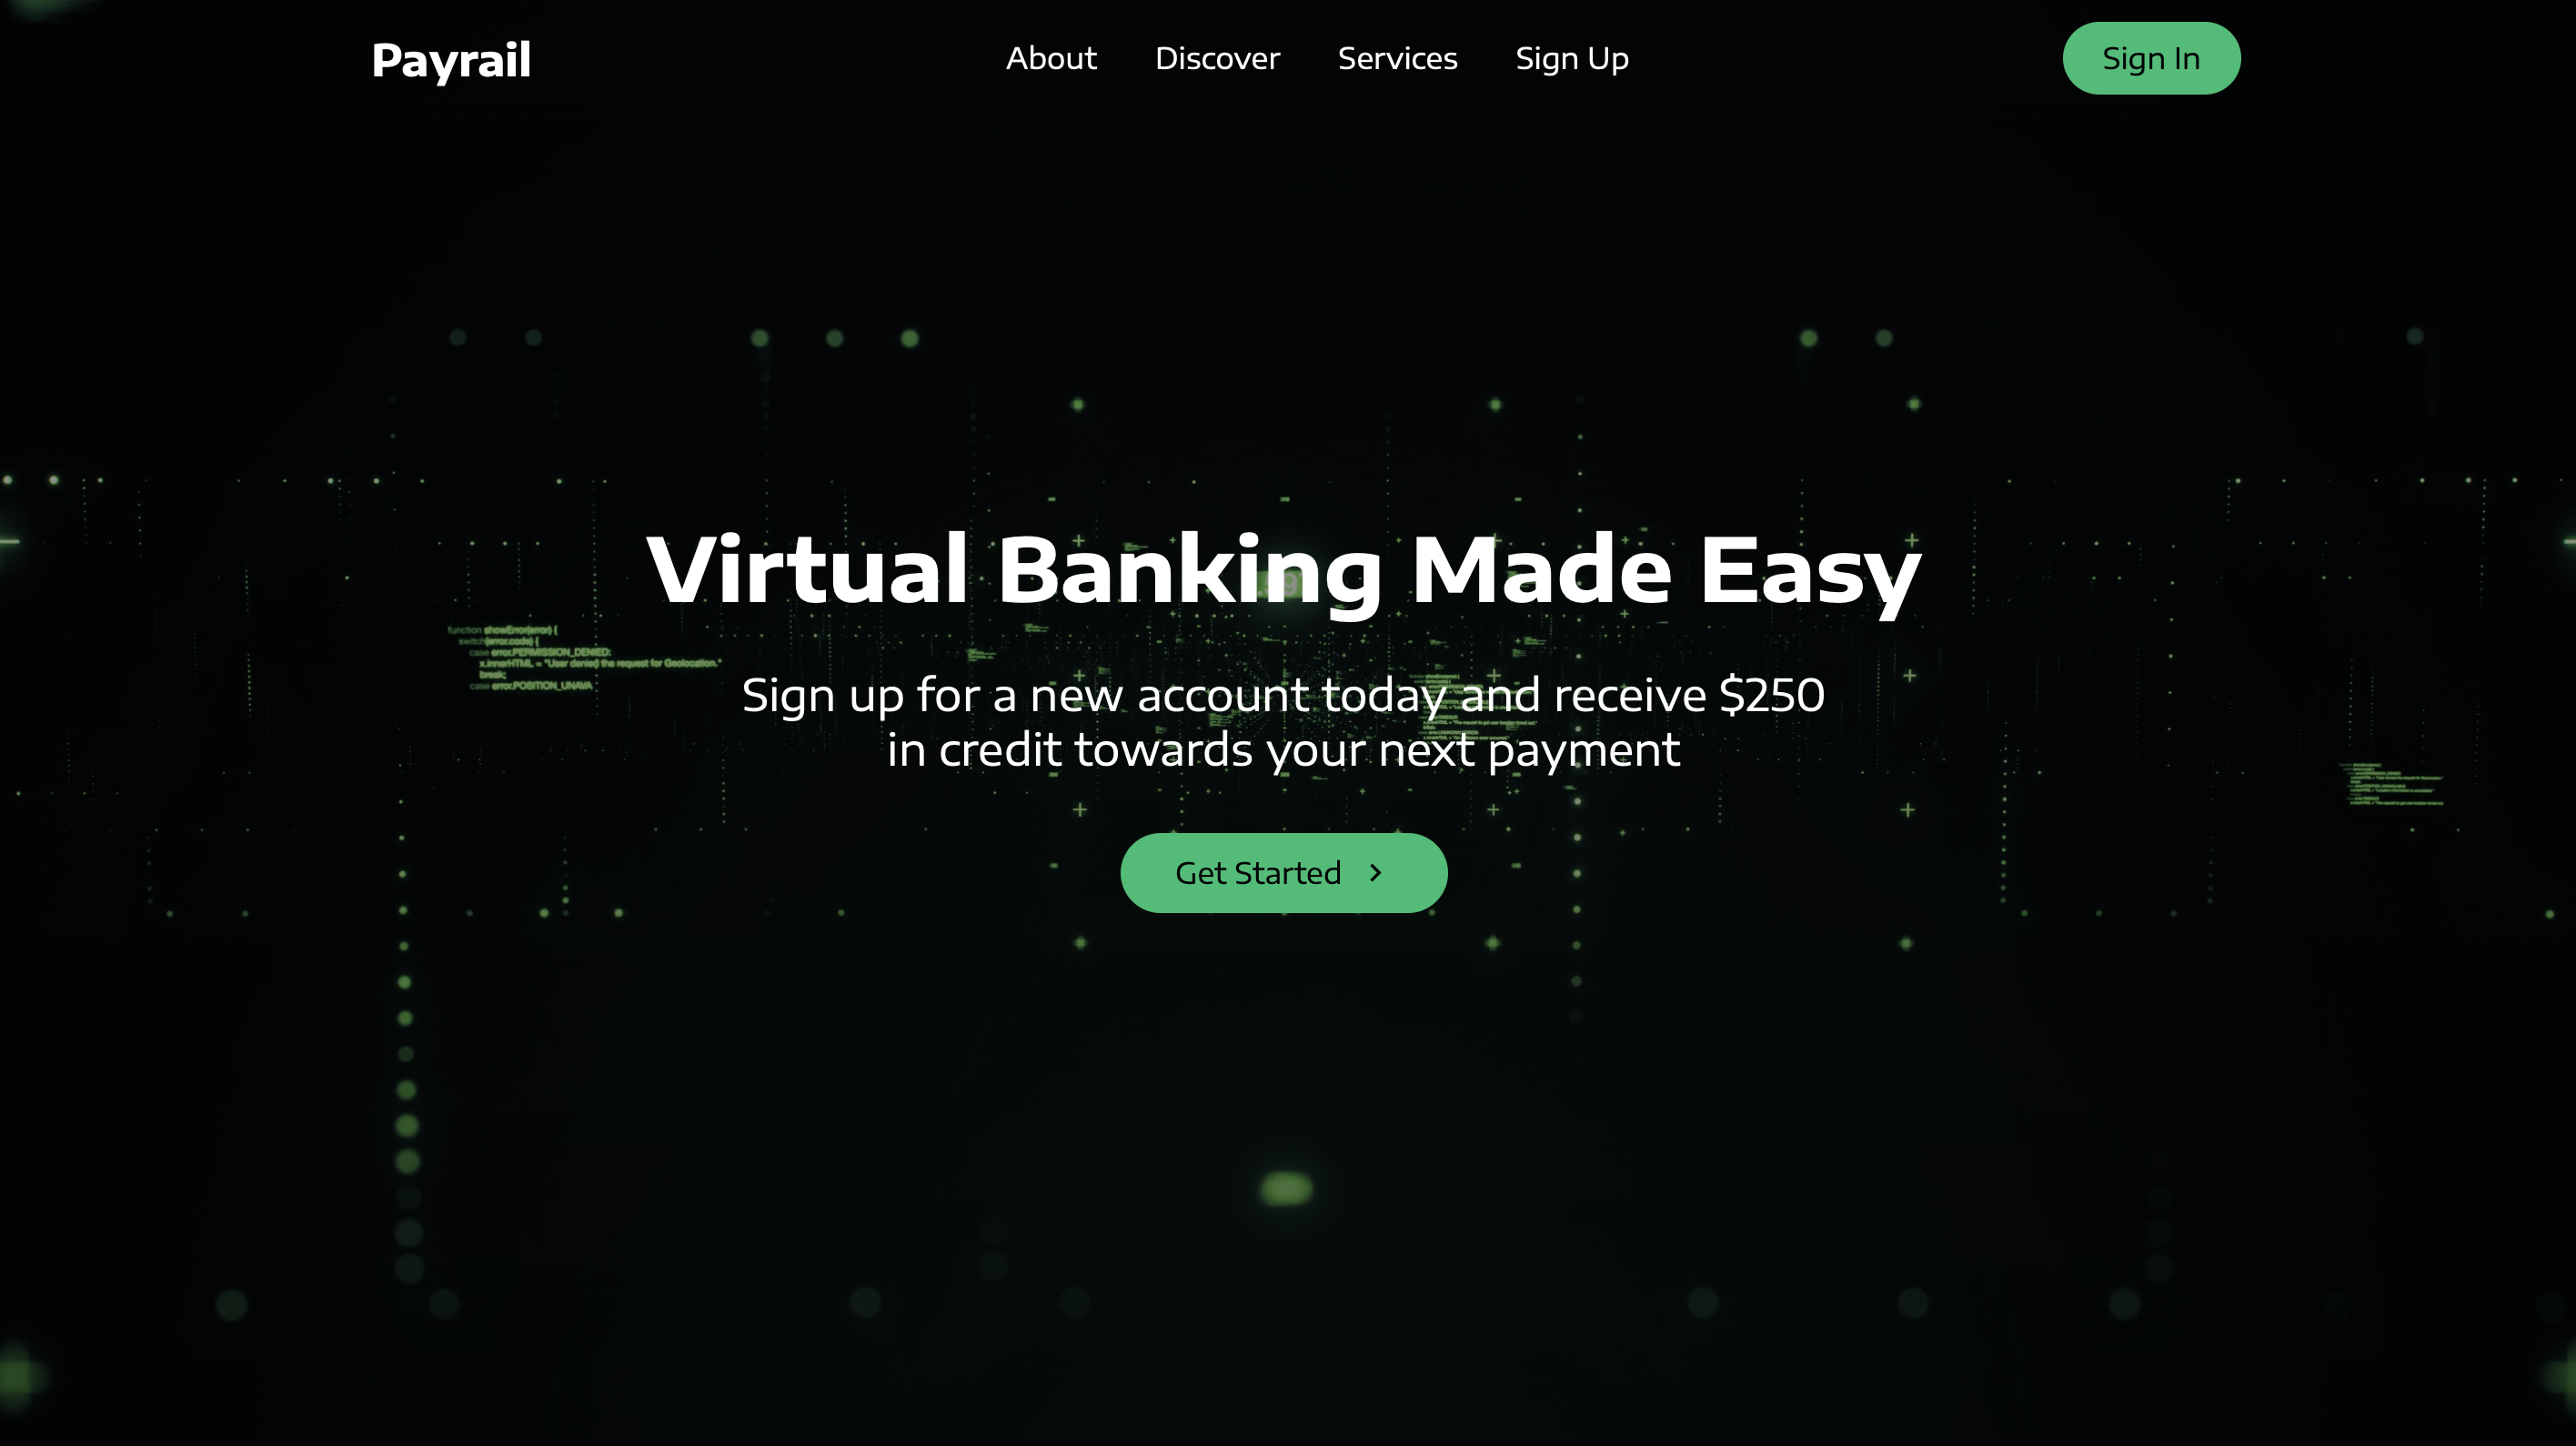 Payrail
About
Discover
Services
Sign Up
Sign In
Virtual Banking Made Easy
function showError(error) {
switch(error.code) {
case error.PERMISSION_DENIED:
x.innerHTML = "User denied the request for Geolocation."
break;
case error.POSITION_UNAVA
Sign up for a new account today and receive $250
in credit towards your next payment
Get Started